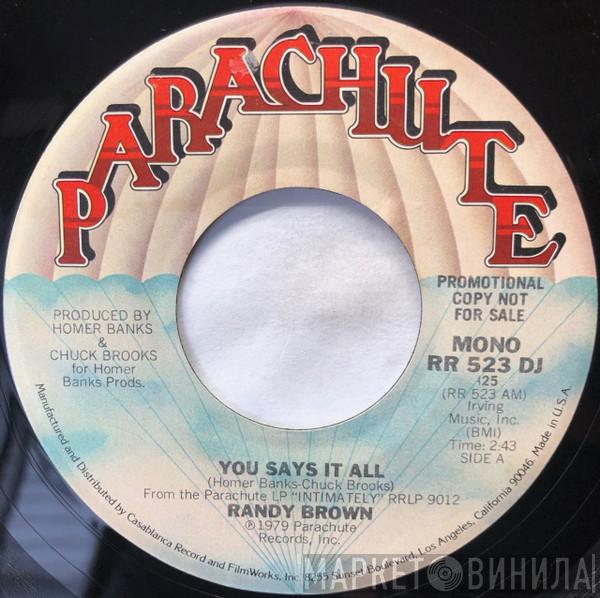 PARACHUTE
PROMOTIONAL
COPY NOT
FOR SALE
MONO
RR 523 DJ
(RR 523 AM)
Irving
Music, Inc.
(BMI)
Time: 2:43
SIDE A
PRODUCED BY
HOMER BANKS
&
CHUCK BROOKS
for Homer
Banks Prods.
YOU SAYS IT ALL
(Homer Banks-Chuck Brooks)
From the Parachute LP "INTIMATELY" RRLP 9012
RANDY BROWN
℗1979 Parachute
Records, Inc.
Manufactured and Distributed by Casablanca Record and FilmWorks, Inc. 8255 Sunset Boulevard, Los Angeles, California 90046. Made in U.S.A.
МАРКЕТ ВИНИЛА